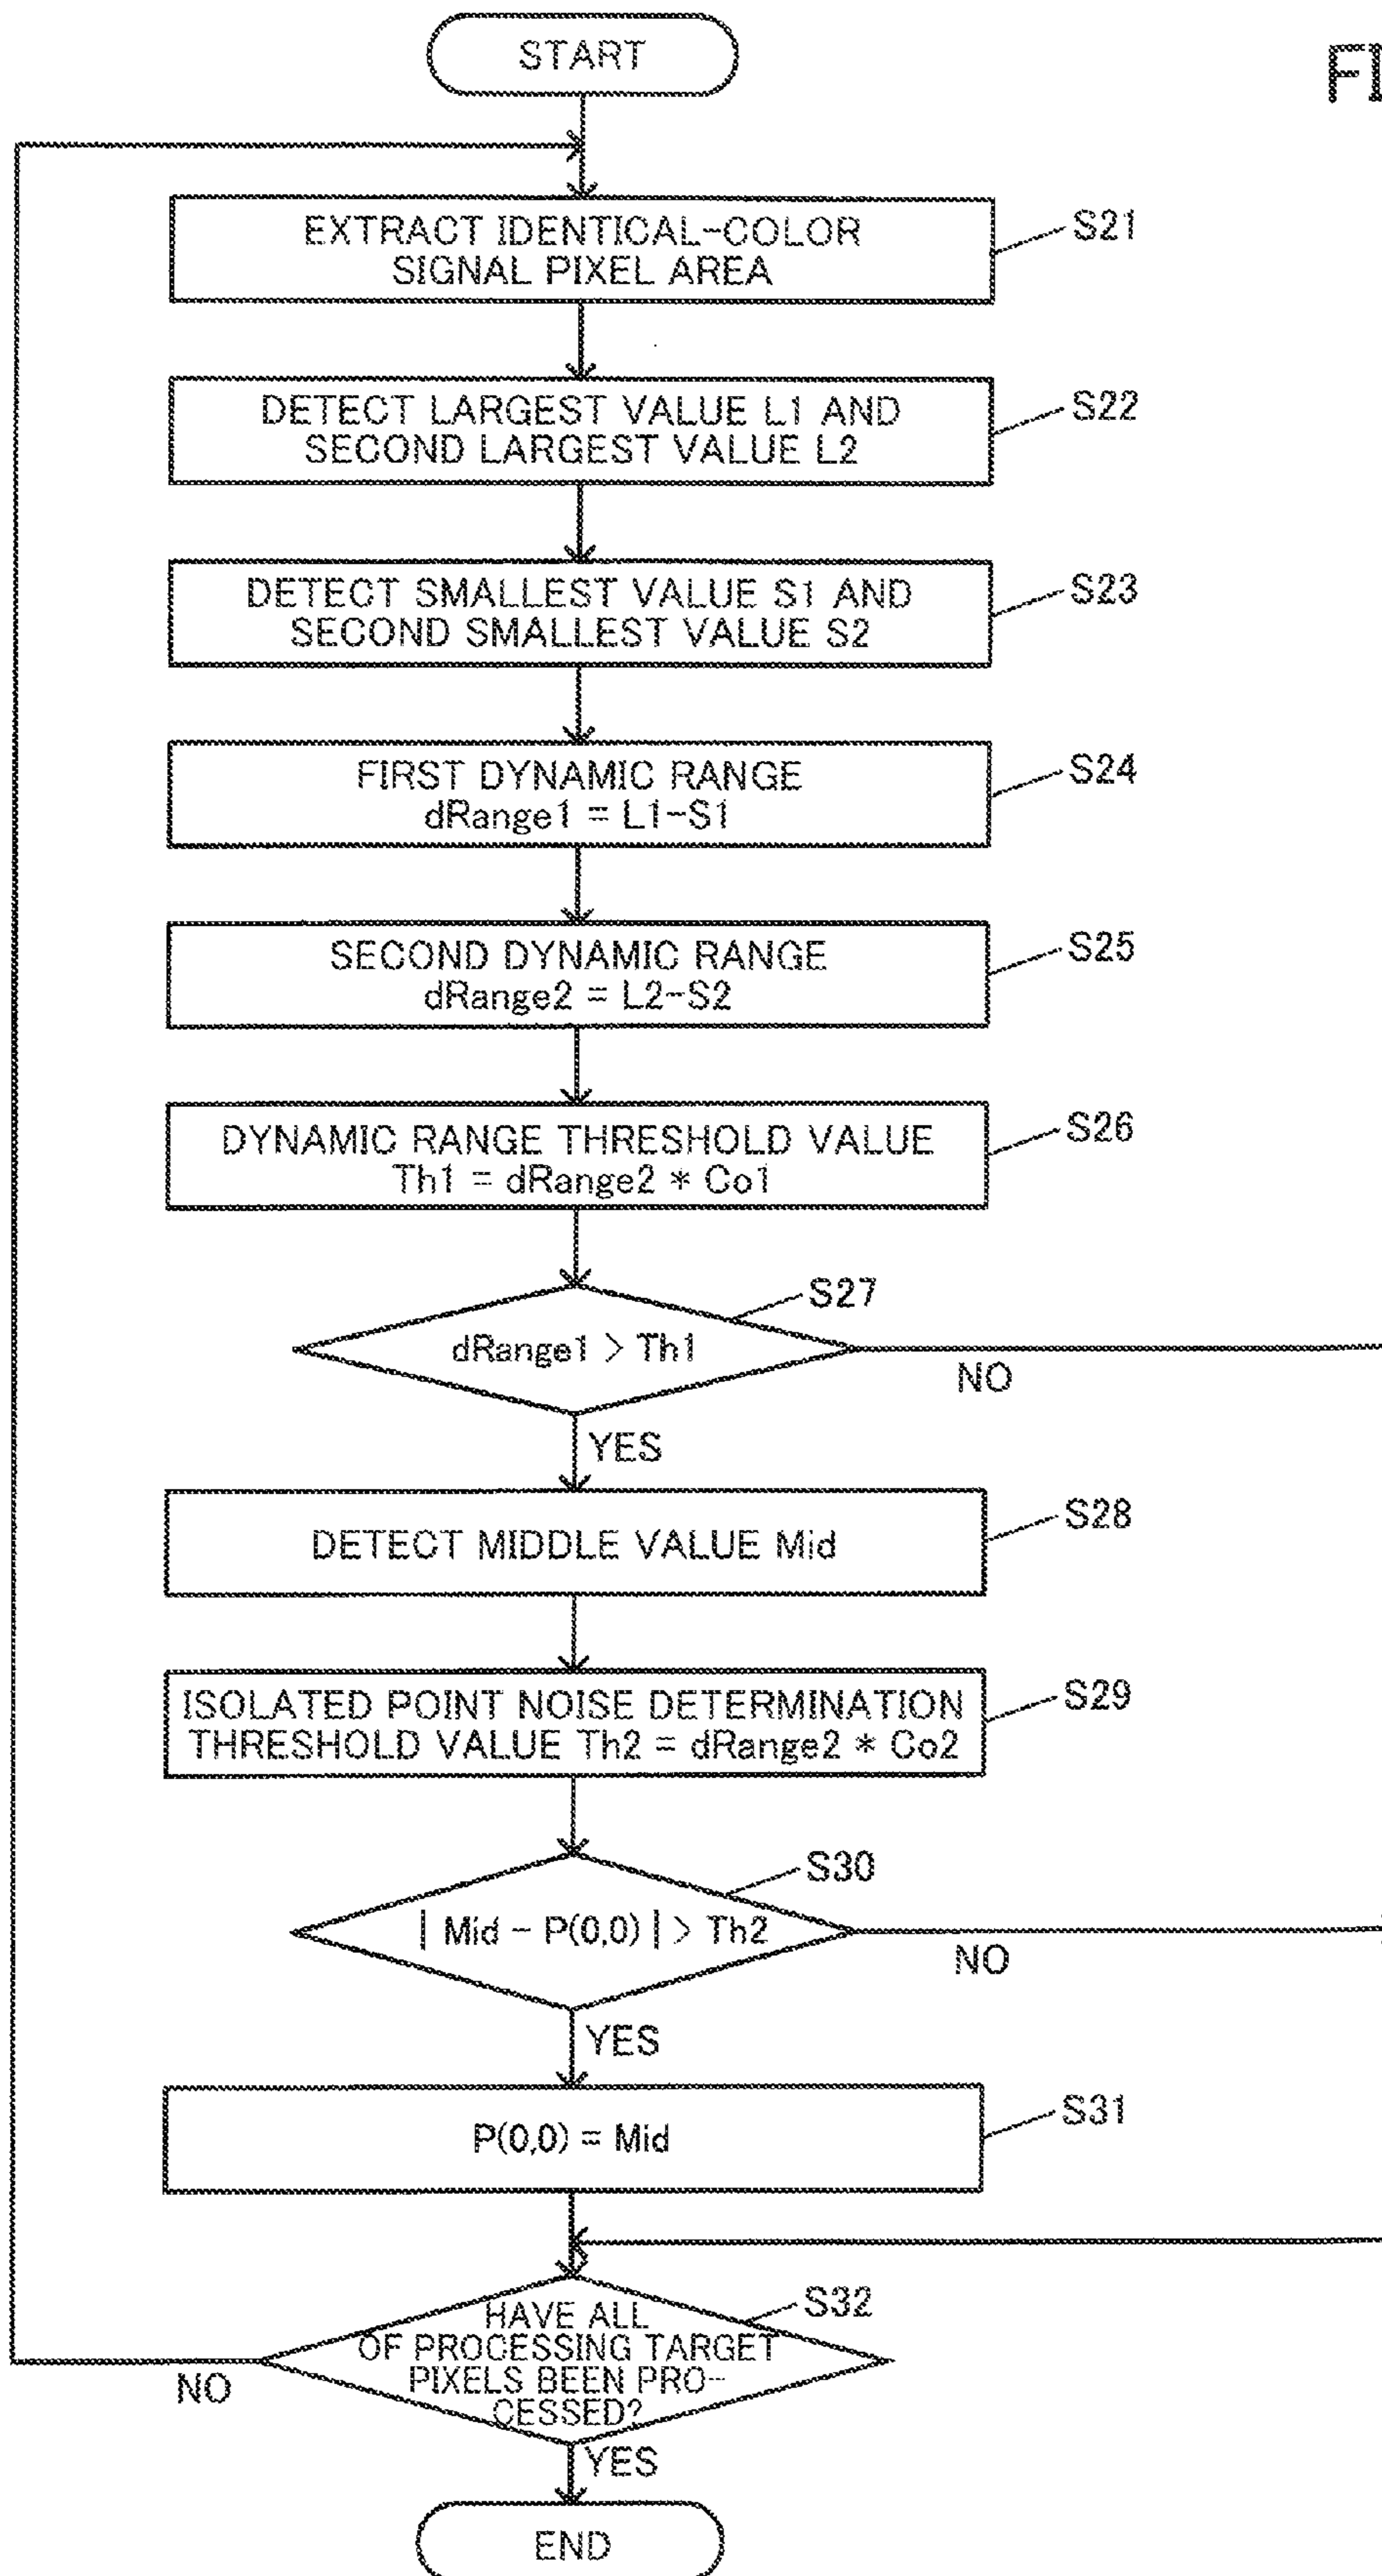 START
FI
EXTRACT IDENTICAL-COLOR
SIGNAL PIXEL AREA
S21
DETECT LARGEST VALUE L1 AND
SECOND LARGEST VALUE L2
S22
DETECT SMALLEST VALUE S1 AND
SECOND SMALLEST VALUE S2
S23
FIRST DYNAMIC RANGE
dRange1 = L1-S1
S24
SECOND DYNAMIC RANGE
dRange2 = L2-S2
S25
DYNAMIC RANGE THRESHOLD VALUE
Th1 = dRange2 * Co1
S26
S27
dRange1 > Th1
NO
YES
DETECT MIDDLE VALUE Mid
S28
ISOLATED POINT NOISE DETERMINATION
THRESHOLD VALUE Th2 = dRange2 * Co2
S29
S30
| Mid - P(0,0) | > Th2
NO
YES
P(0,0) = Mid
S31
S32
HAVE ALL
OF PROCESSING TARGET
PIXELS BEEN PRO-
CESSED?
NO
YES
END